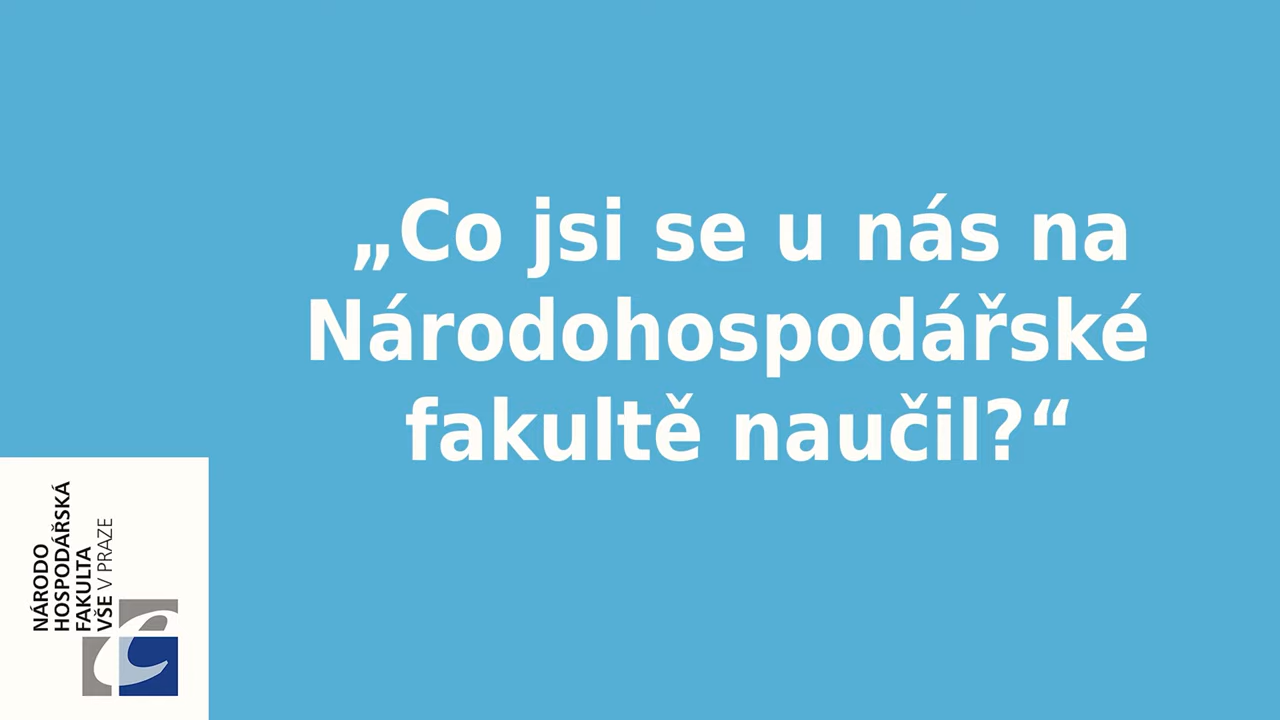 „Co jsi se u nás na
Národohospodářské
fakultě naučil?“
NÁRODO
HOSPODÁŘSKÁ
FAKULTA
VŠE V PRAZE